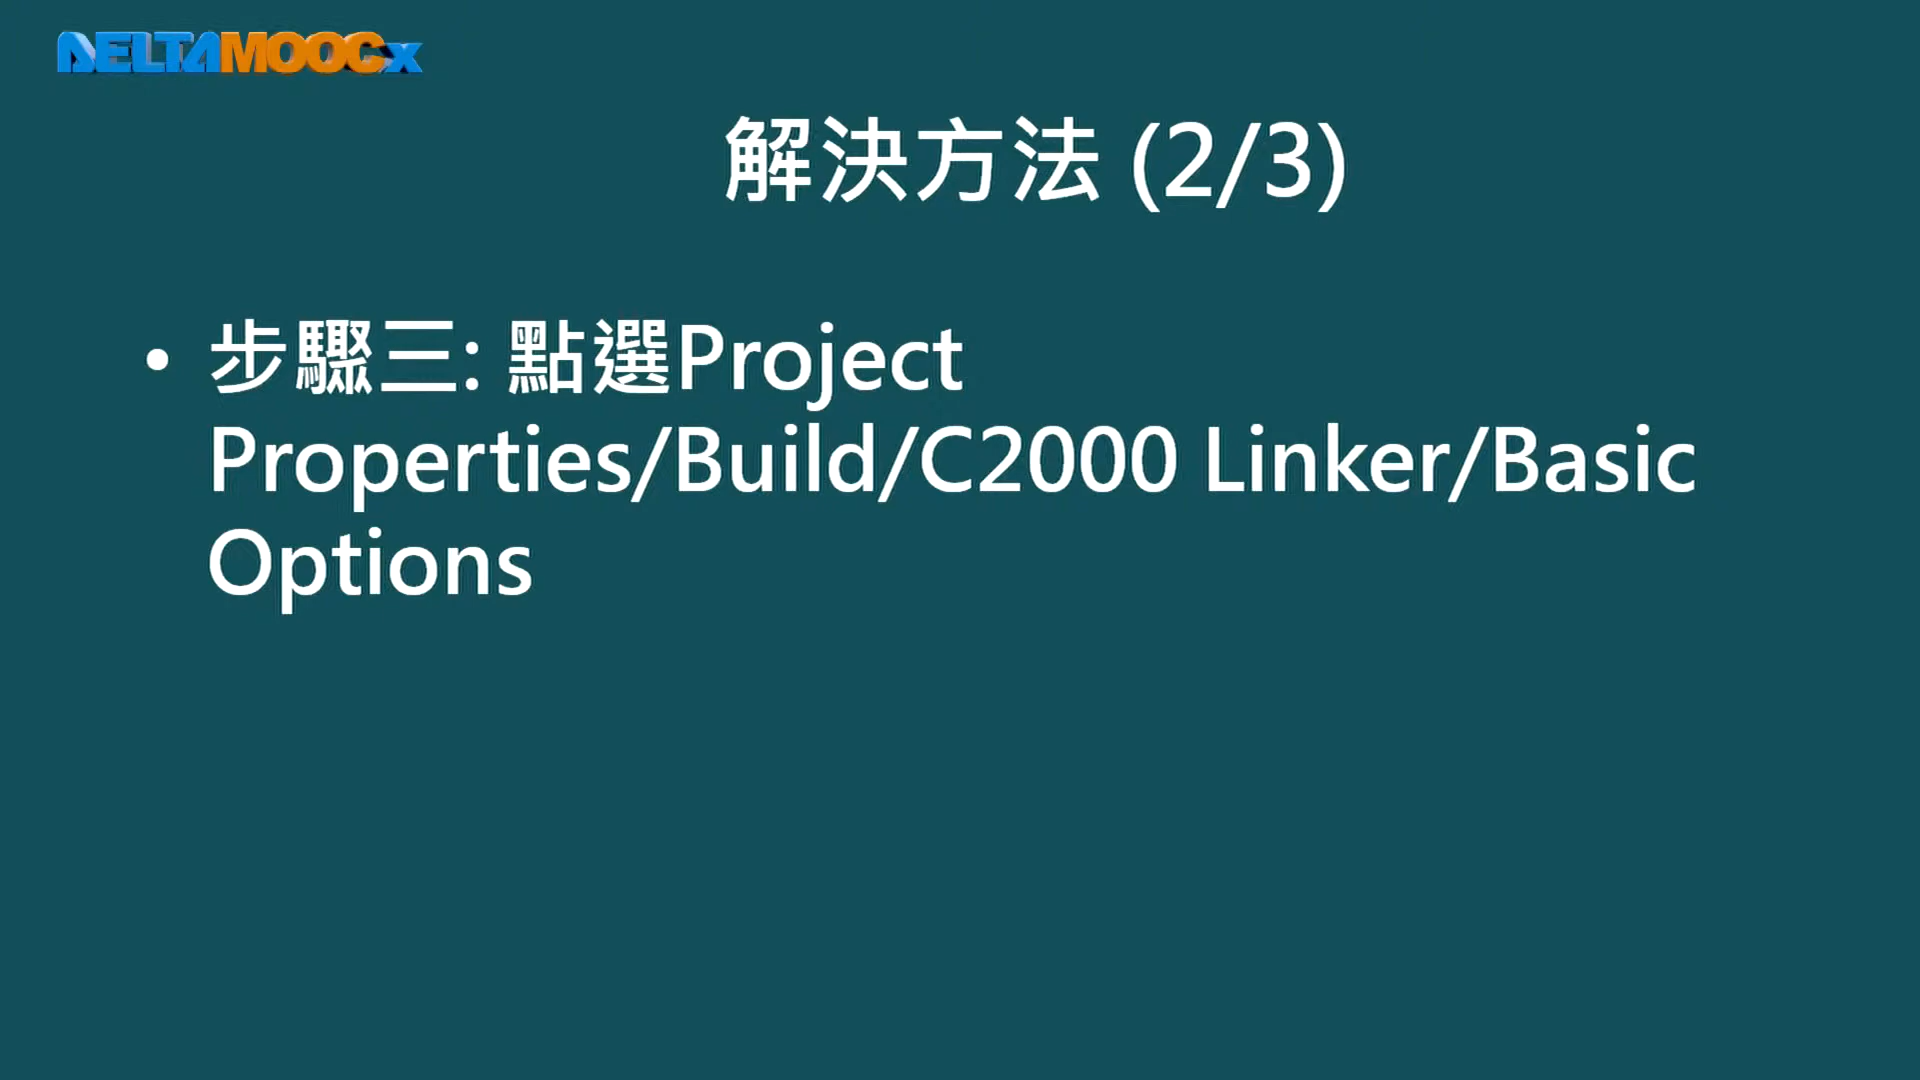 DELTAMOOCx
解決方法 (2/3)
• 步驟三: 點選Project
Properties/Build/C2000 Linker/Basic
Options